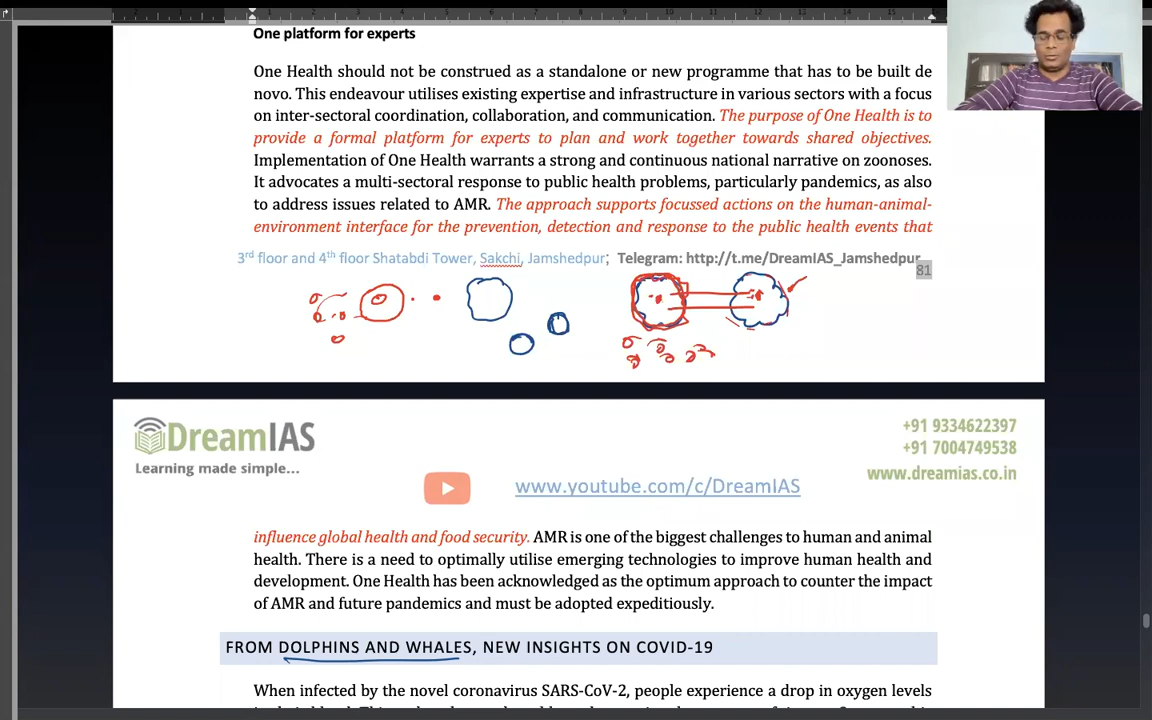 One platform for experts
One Health should not be construed as a standalone or new programme that has to be built de
novo. This endeavour utilises existing expertise and infrastructure in various sectors with a focus
on inter-sectoral coordination, collaboration, and communication. The purpose of One Health is to
provide a formal platform for experts to plan and work together towards shared objectives.
Implementation of One Health warrants a strong and continuous national narrative on zoonoses.
It advocates a multi-sectoral response to public health problems, particularly pandemics, as also
to address issues related to AMR. The approach supports focussed actions on the human-animal-
environment interface for the prevention, detection and response to the public health events that
3rd floor and 4th floor Shatabdi Tower, Sakchi, Jamshedpur; Telegram: http://t.me/DreamIAS_Jamshedpur
81
DreamIAS
Learning made simple...
+91 9334622397
+91 7004749538
www.dreamias.co.in
www.youtube.com/c/DreamIAS
influence global health and food security. AMR is one of the biggest challenges to human and animal
health. There is a need to optimally utilise emerging technologies to improve human health and
development. One Health has been acknowledged as the optimum approach to counter the impact
of AMR and future pandemics and must be adopted expeditiously.
FROM DOLPHINS AND WHALES, NEW INSIGHTS ON COVID-19
When infected by the novel coronavirus SARS-CoV-2, people experience a drop in oxygen levels